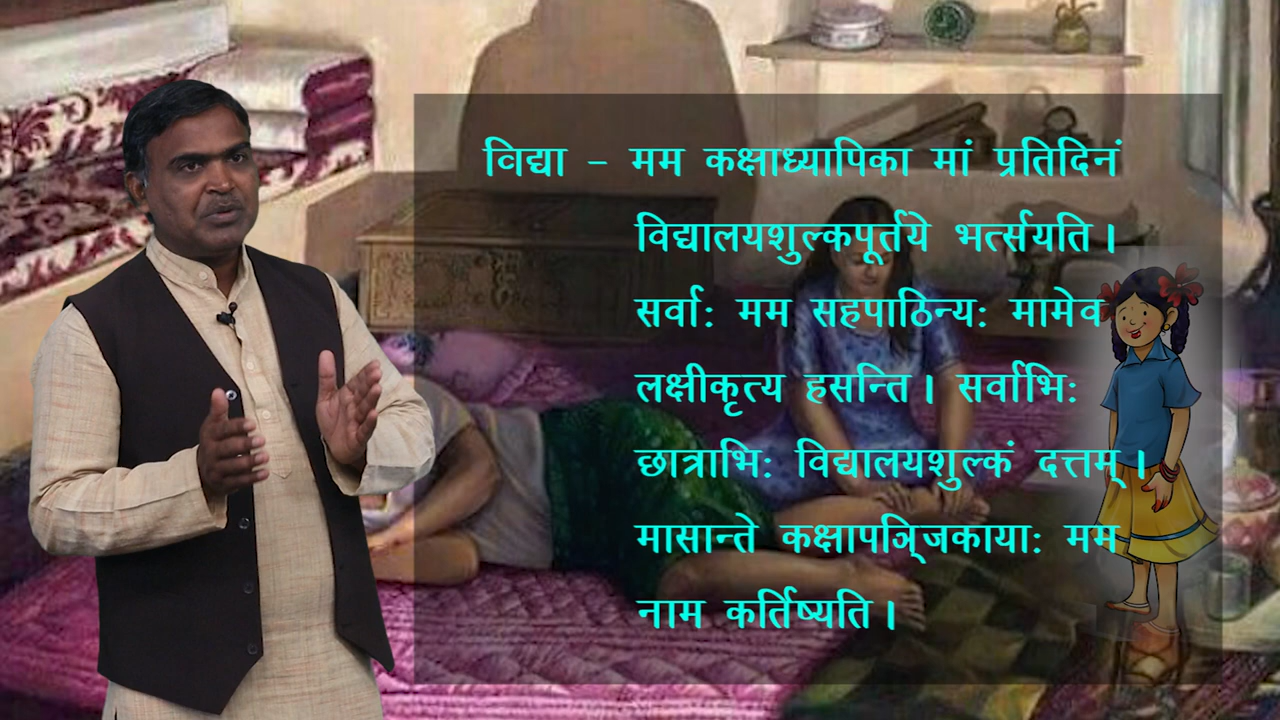 विद्या – मम कक्षाध्यापिका मां प्रतिदिनं
विद्यालयशुल्कपूर्तये भर्त्सयति।
सर्वाः मम सहपाठिन्यः मामेव
लक्षीकृत्य हसन्ति। सर्वाभिः
छात्राभिः विद्यालयशुल्कं दत्तम्।
मासान्ते कक्षापञ्जिकायाः मम
नाम कर्तिष्यति।